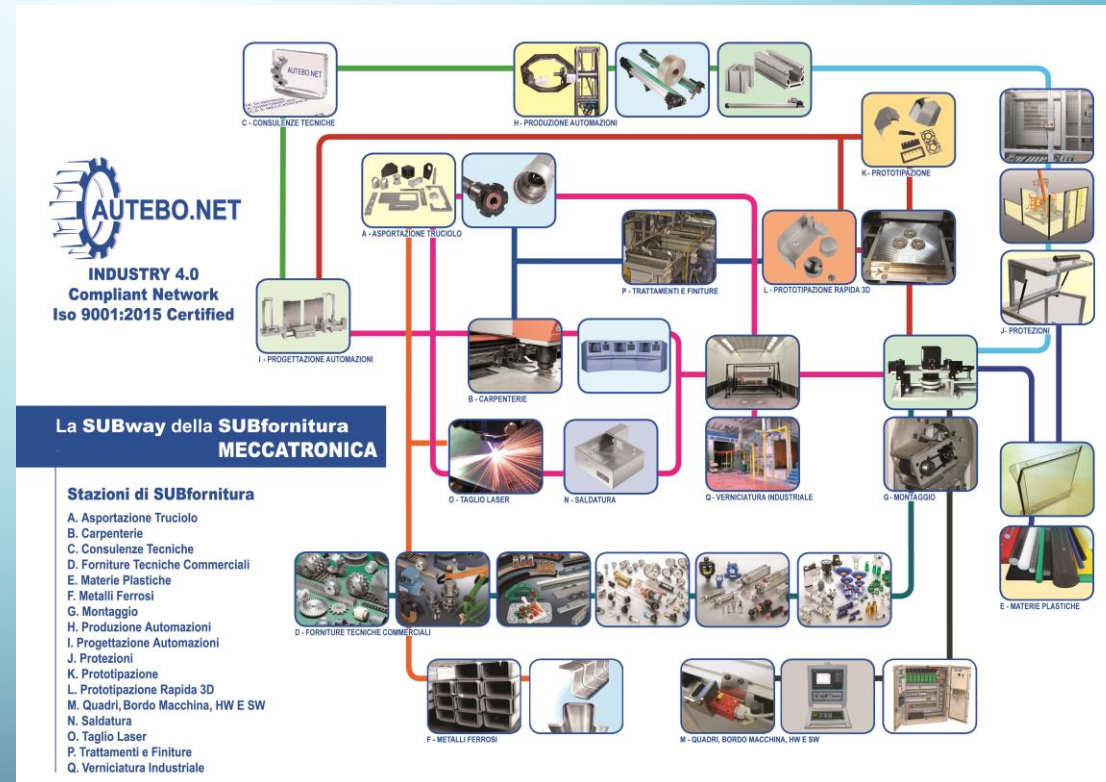 AUTEBO.NET
C - CONSULENZE TECNICHE
H - PRODUZIONE AUTOMAZIONI
K - PROTOTIPAZIONE
A - ASPORTAZIONE TRUCIOLO
AUTEBO.NET
INDUSTRY 4.0
Compliant Network
Iso 9001:2015 Certified
P - TRATTAMENTI E FINITURE
L - PROTOTIPAZIONE RAPIDA 3D
J- PROTEZIONI
I - PROGETTAZIONE AUTOMAZIONI
B - CARPENTERIE
La SUBway della SUBfornitura
MECCATRONICA
O - TAGLIO LASER
N - SALDATURA
Q - VERNICIATURA INDUSTRIALE
G - MONTAGGIO
Stazioni di SUBfornitura
A. Asportazione Truciolo
B. Carpenterie
C. Consulenze Tecniche
D. Forniture Tecniche Commerciali
E. Materie Plastiche
F. Metalli Ferrosi
G. Montaggio
H. Produzione Automazioni
I. Progettazione Automazioni
J. Protezioni
K. Prototipazione
L. Prototipazione Rapida 3D
M. Quadri, Bordo Macchina, HW E SW
N. Saldatura
O. Taglio Laser
P. Trattamenti e Finiture
Q. Verniciatura Industriale
E - MATERIE PLASTICHE
D - FORNITURE TECNICHE COMMERCIALI
F - METALLI FERROSI
M - QUADRI, BORDO MACCHINA, HW E SW